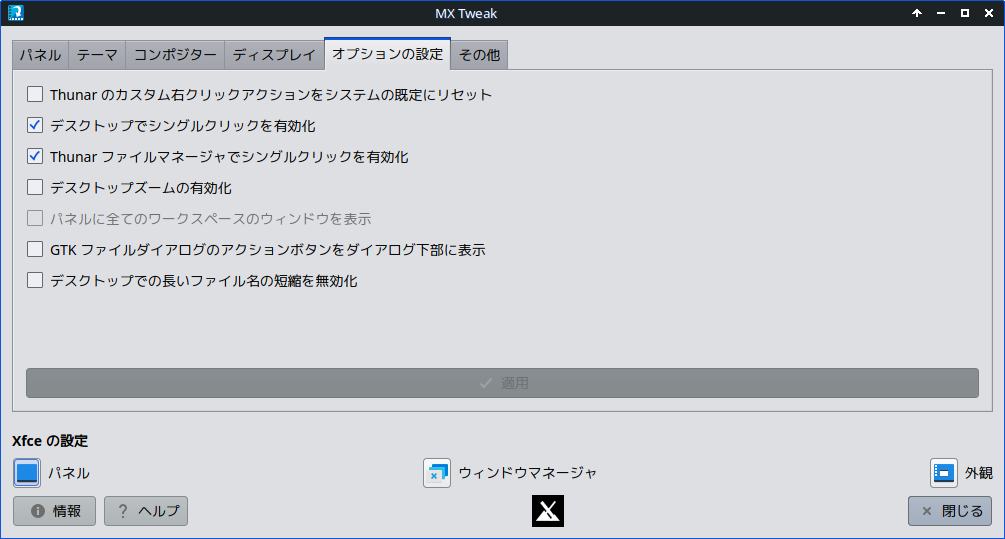 MX Tweak
パネル テーマ コンポジター ディスプレイ オプションの設定 その他
Thunar のカスタム右クリックアクションをシステムの既定にリセット
デスクトップでシングルクリックを有効化
Thunar ファイルマネージャでシングルクリックを有効化
デスクトップズームの有効化
パネルに全てのワークスペースのウィンドウを表示
GTK ファイルダイアログのアクションボタンをダイアログ下部に表示
デスクトップでの長いファイル名の短縮を無効化
適用
Xfce の設定
パネル ウィンドウマネージャ 外観
情報 ヘルプ 閉じる